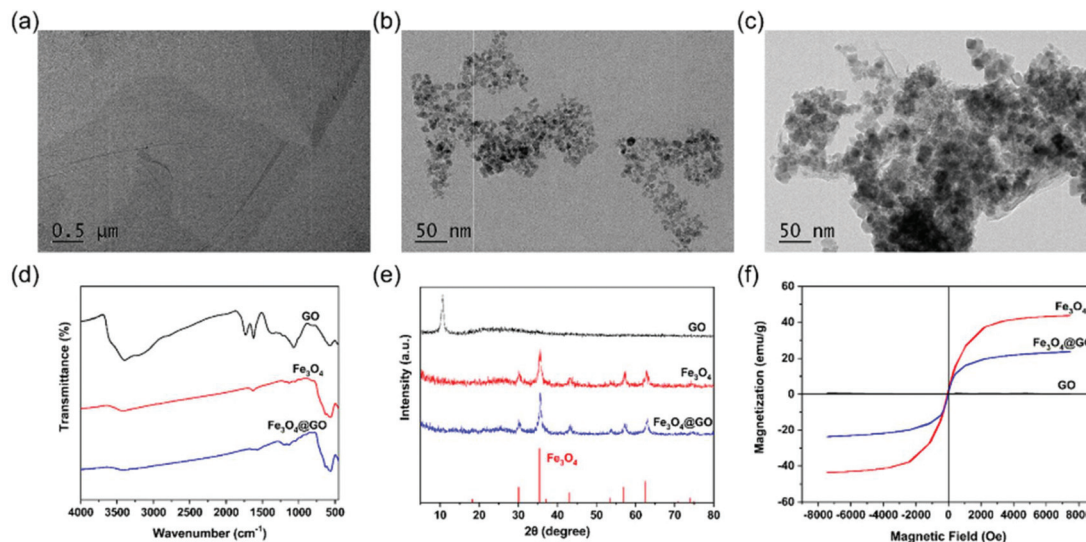 (a)
0.5 μm
(b)
50 nm
(c)
50 nm
(d)
Transmittance (%)
GO
Fe₃O₄
Fe₃O₄@GO
4000 3500 3000 2500 2000 1500 1000 500
Wavenumber (cm⁻¹)
(e)
Intensity (a.u.)
GO
Fe₃O₄
Fe₃O₄@GO
Fe₃O₄
10 20 30 40 50 60 70 80
2θ (degree)
(f)
Magnetization (emu/g)
60
40
20
0
-20
-40
-60
Fe₃O₄
Fe₃O₄@GO
GO
-8000 -6000 -4000 -2000 0 2000 4000 6000 8000
Magnetic Field (Oe)